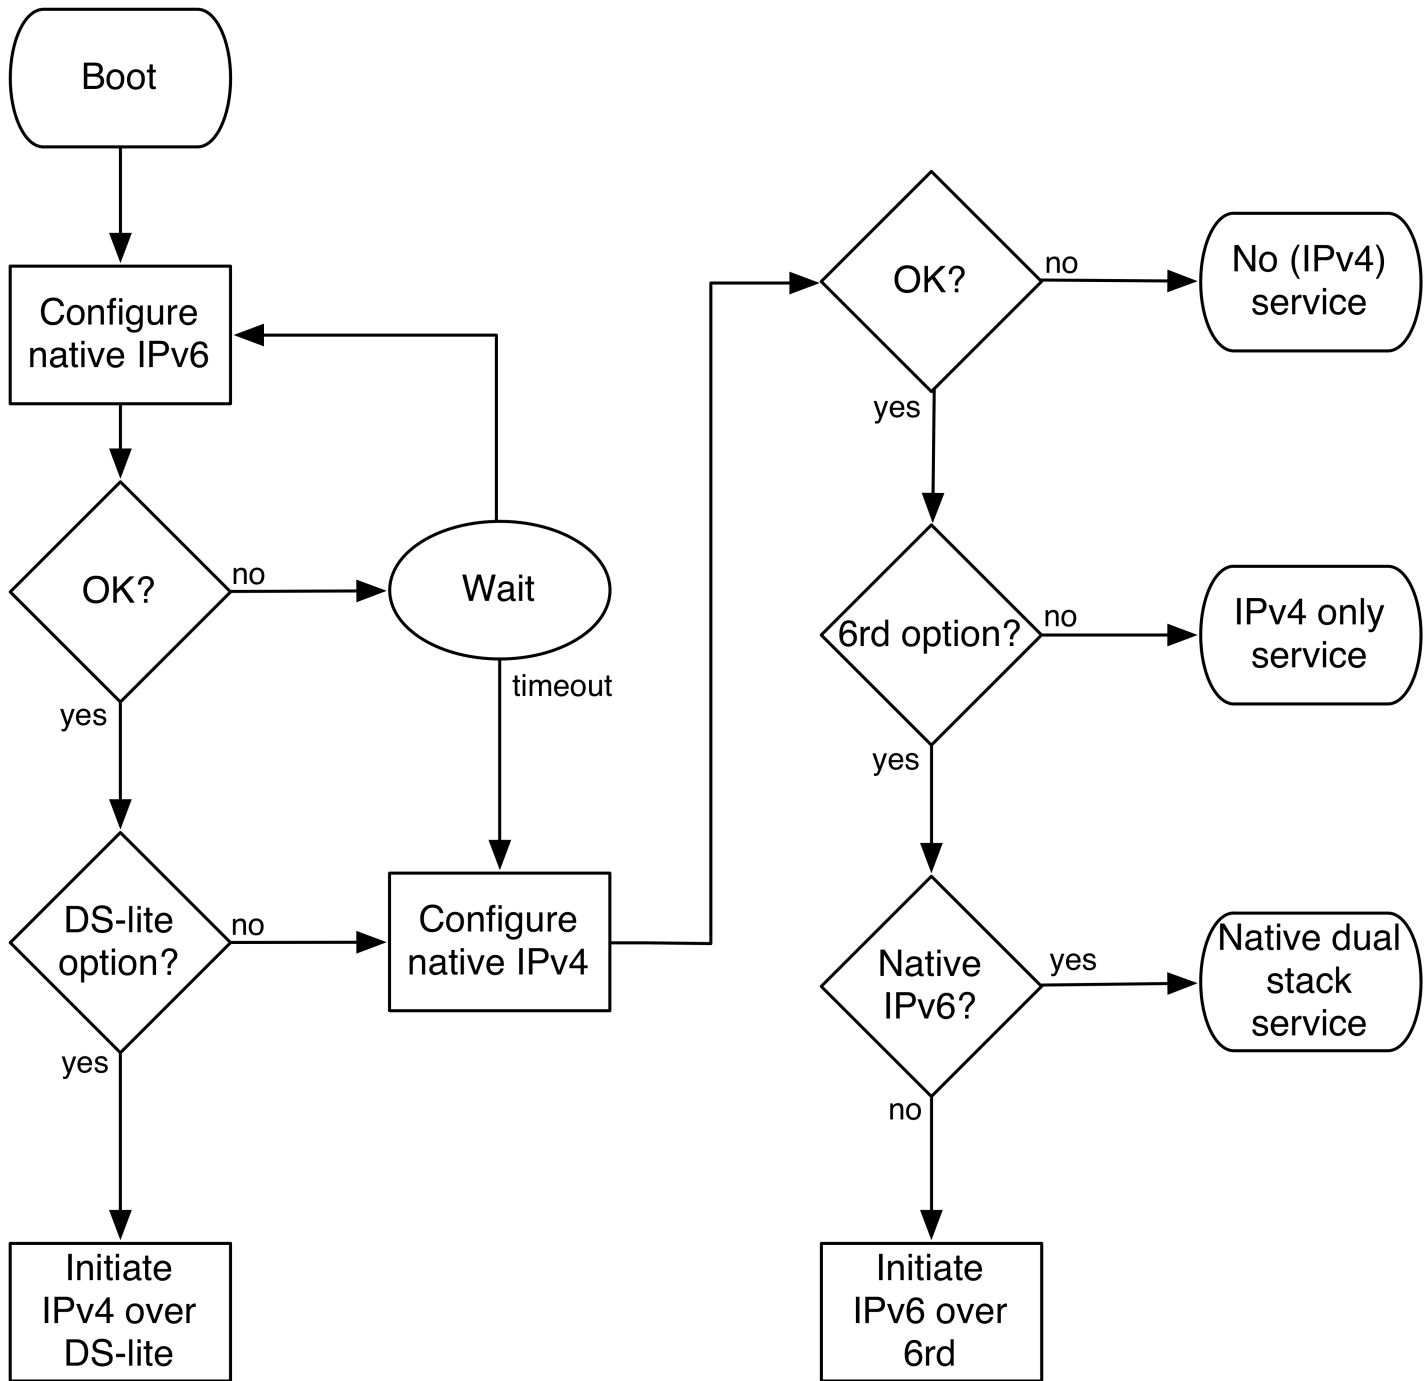 Boot
Configure
native IPv6
OK?
no
Wait
timeout
yes
DS-lite
option?
no
Configure
native IPv4
yes
Initiate
IPv4 over
DS-lite
OK?
no
No (IPv4)
service
yes
6rd option?
no
IPv4 only
service
yes
Native
IPv6?
yes
Native dual
stack
service
no
Initiate
IPv6 over
6rd